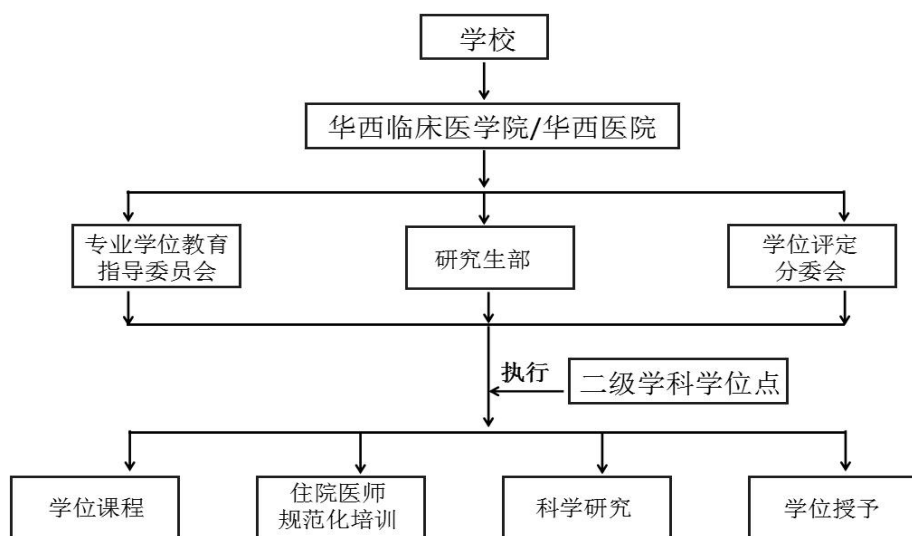 学校
华西临床医学院/华西医院
专业学位教育
指导委员会
研究生部
学位评定
分委会
执行
二级学科学位点
学位课程
住院医师
规范化培训
科学研究
学位授予